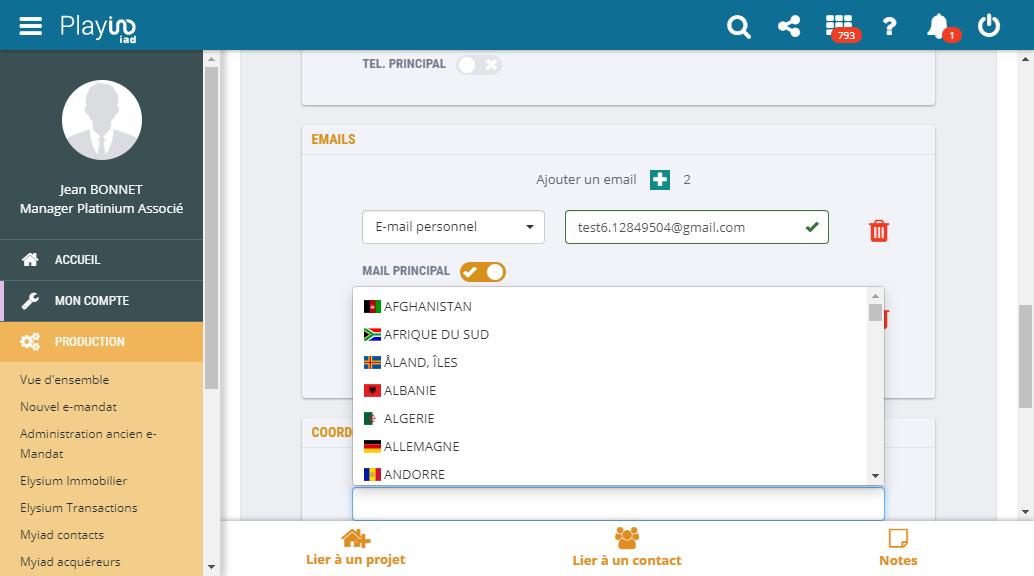 Playin
iad
793
?
1
Jean BONNET
Manager Platinium Associé
ACCUEIL
MON COMPTE
PRODUCTION
Vue d'ensemble
Nouvel e-mandat
Administration ancien e-
Mandat
Elysium Immobilier
Elysium Transactions
Myiad contacts
Myiad acquéreurs
TEL. PRINCIPAL
EMAILS
Ajouter un email 2
E-mail personnel test6.12849504@gmail.com
MAIL PRINCIPAL
AFGHANISTAN
AFRIQUE DU SUD
ÅLAND, ÎLES
ALBANIE
ALGERIE
ALLEMAGNE
ANDORRE
COORD
Lier à un projet
Lier à un contact
Notes